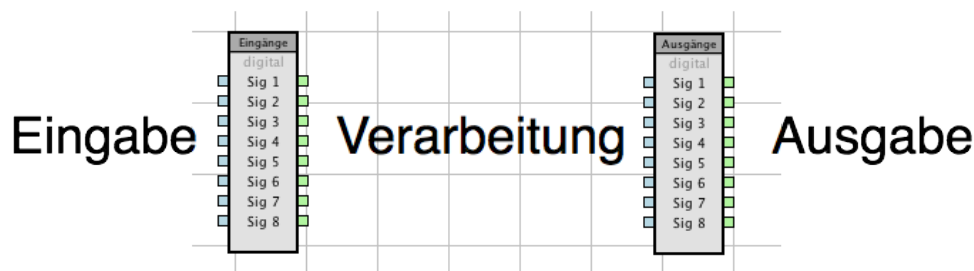 Eingänge
digital
Sig 1
Sig 2
Sig 3
Sig 4
Sig 5
Sig 6
Sig 7
Sig 8
Ausgänge
digital
Sig 1
Sig 2
Sig 3
Sig 4
Sig 5
Sig 6
Sig 7
Sig 8
Eingabe
Verarbeitung
Ausgabe